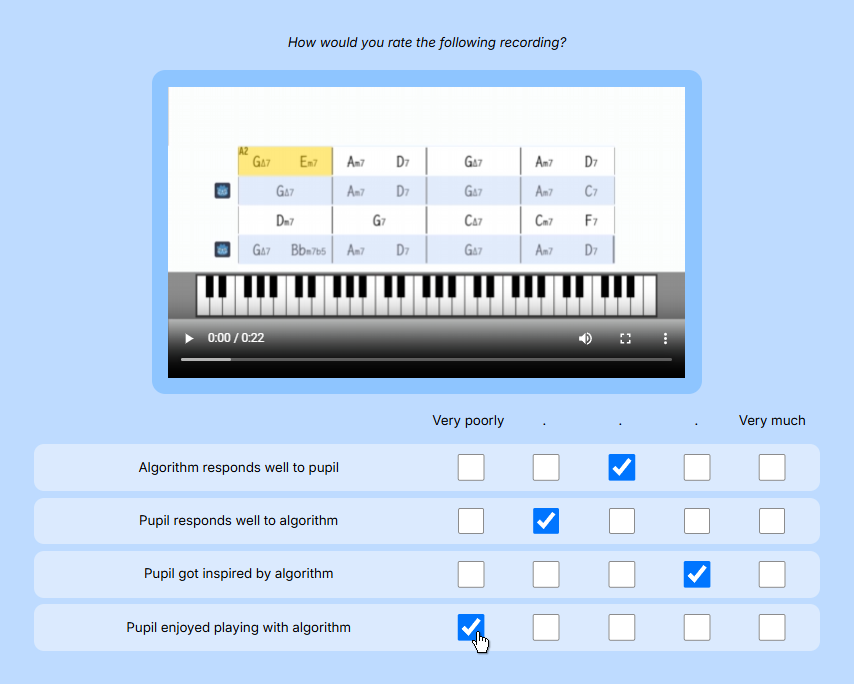 How would you rate the following recording?
A2
GΔ7 Em7 Am7 D7 GΔ7 Am7 D7
GΔ7 Am7 D7 GΔ7 Am7 C7
Dm7 G7 CΔ7 Cm7 F7
GΔ7 Bbm7b5 Am7 D7 GΔ7 Am7 D7
0:00 / 0:22
Very poorly . . . Very much
Algorithm responds well to pupil
Pupil responds well to algorithm
Pupil got inspired by algorithm
Pupil enjoyed playing with algorithm